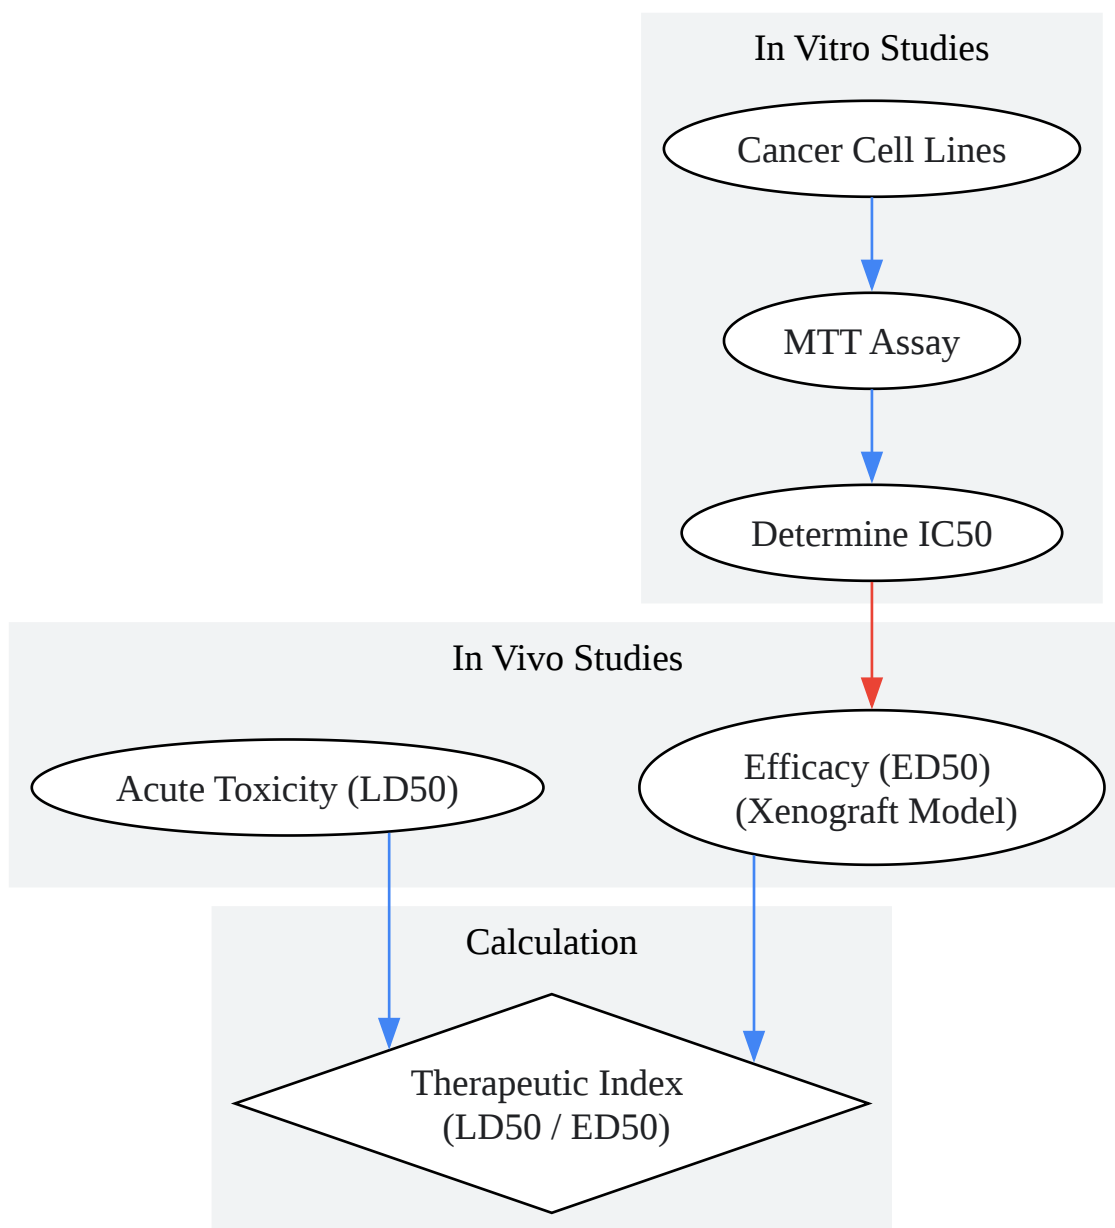 In Vitro Studies
Cancer Cell Lines
MTT Assay
Determine IC50
In Vivo Studies
Acute Toxicity (LD50)
Efficacy (ED50)
(Xenograft Model)
Calculation
Therapeutic Index
(LD50 / ED50)